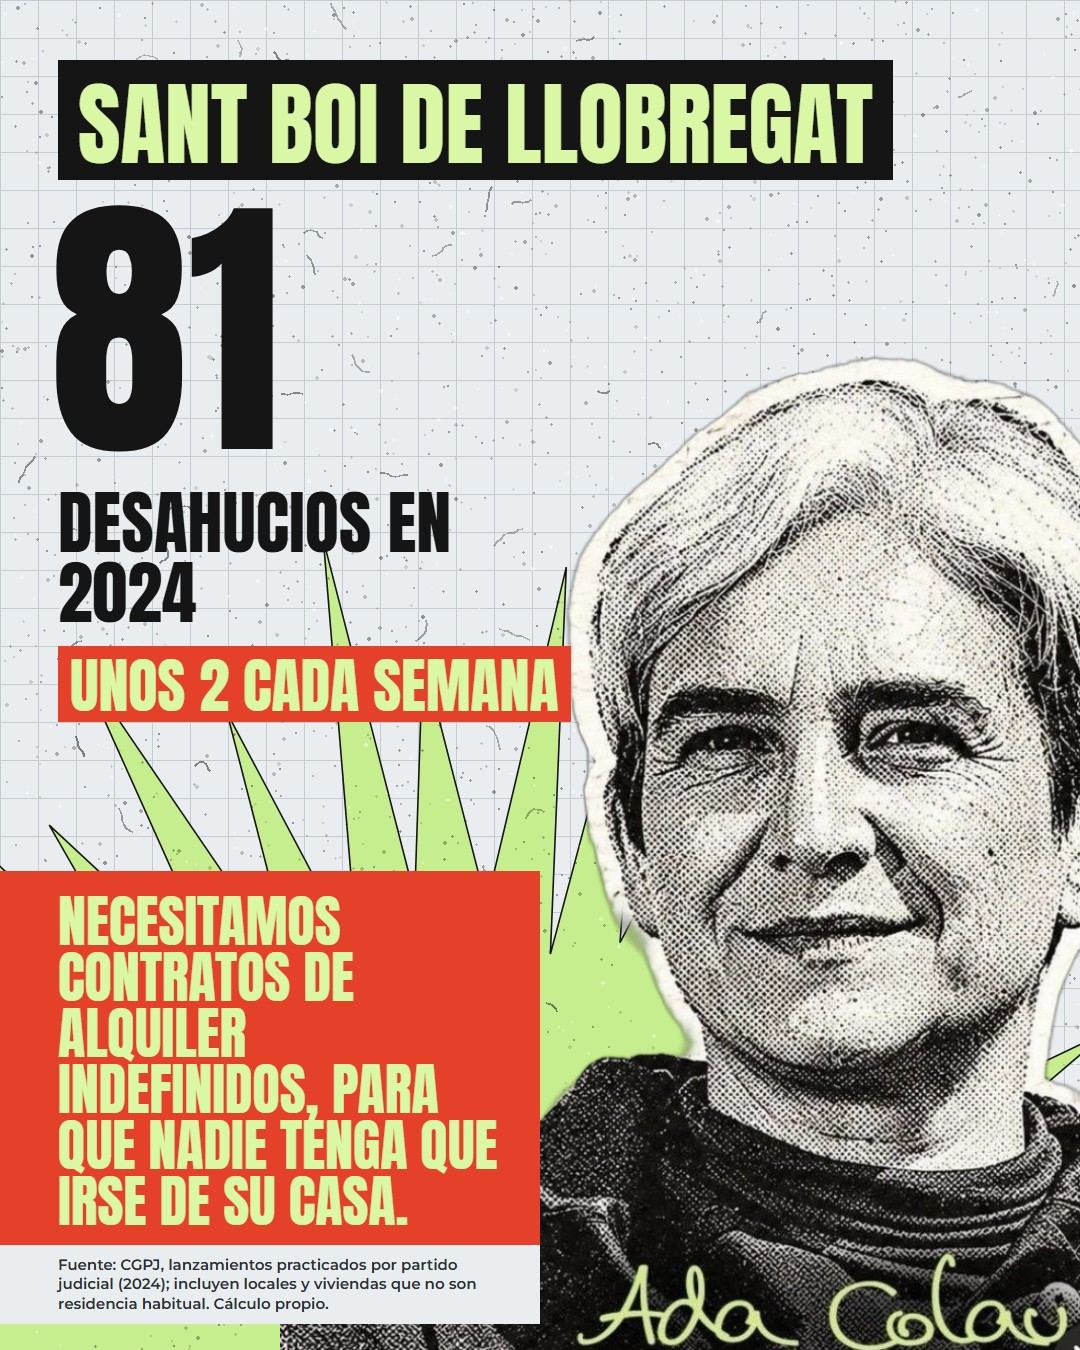 SANT BOI DE LLOBREGAT
81
DESAHUCIOS EN
2024
UNOS 2 CADA SEMANA
NECESITAMOS
CONTRATOS DE
ALQUILER
INDEFINIDOS, PARA
QUE NADIE TENGA QUE
IRSE DE SU CASA.
Fuente: CGPJ, lanzamientos practicados por partido
judicial (2024); incluyen locales y viviendas que no son
residencia habitual. Cálculo propio.
Ada Colau